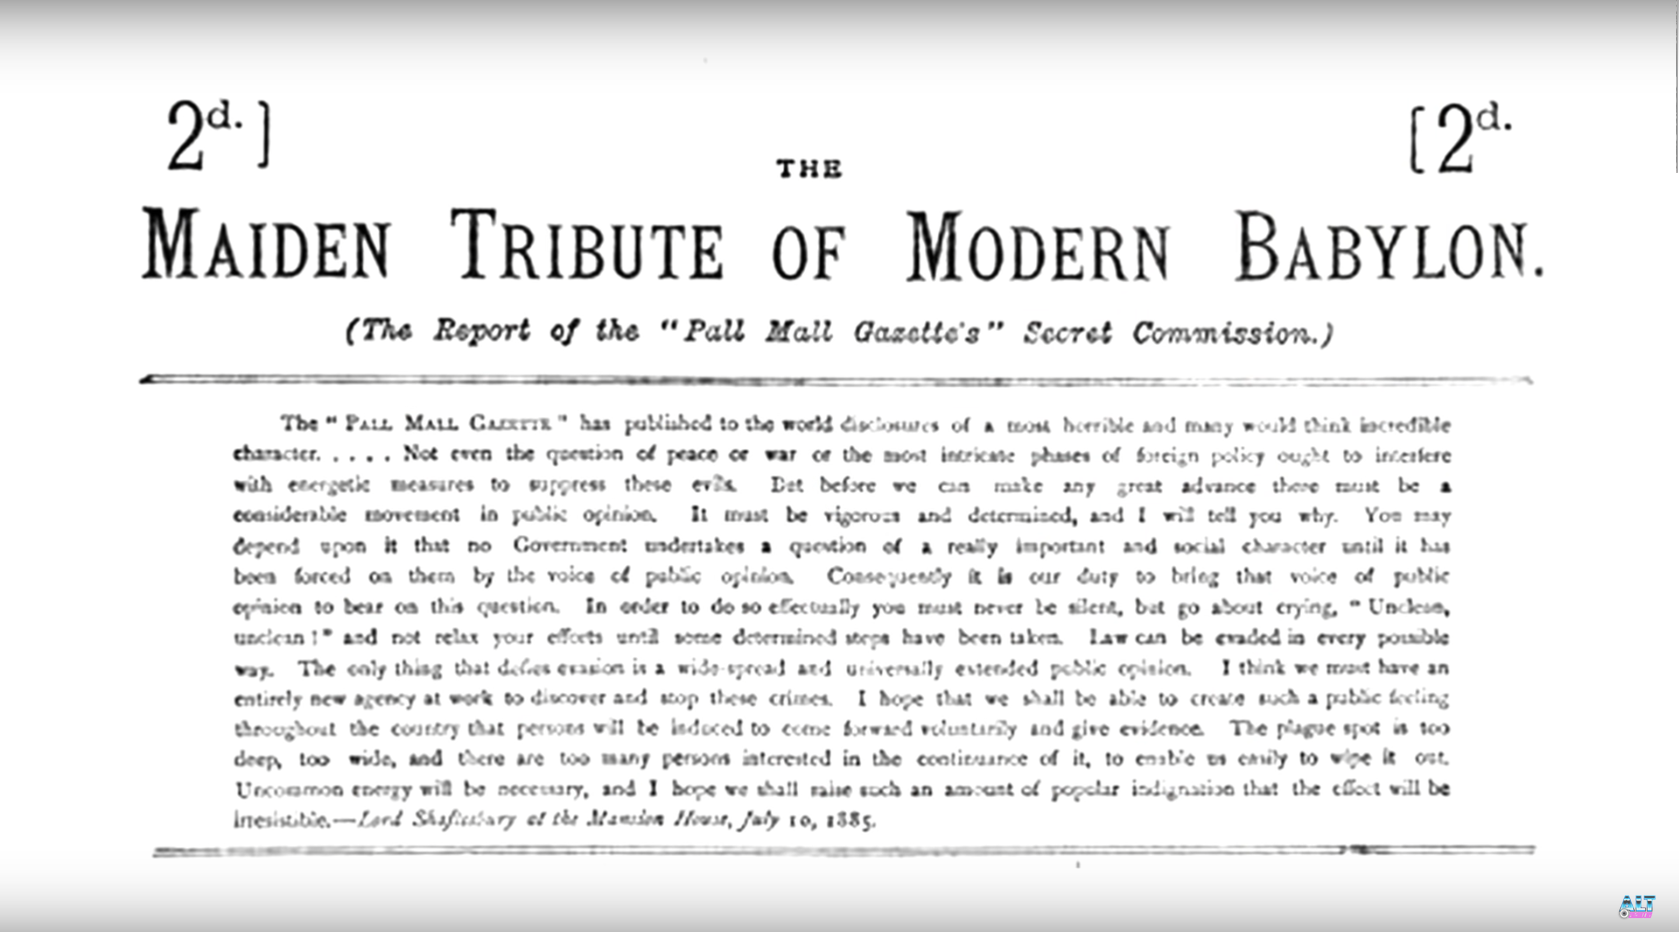 2d. ] [ 2d.
THE
MAIDEN TRIBUTE OF MODERN BABYLON.
(The Report of the "Pall Mall Gazette's" Secret Commission.)
The "PALL MALL GAZETTE" has published to the world disclosures of a most horrible and many would think incredible
character. . . . . Not even the question of peace or war or the most intricate phases of foreign policy ought to interfere
with energetic measures to suppress these evils. But before we can make any great advance there must be a
considerable movement in public opinion. It must be vigorous and determined, and I will tell you why. You may
depend upon it that no Government undertakes a question of a really important and social character until it has
been forced on them by the voice of public opinion. Consequently it is our duty to bring that voice of public
opinion to bear on this question. In order to do so effectually you must never be silent, but go about crying, "Unclean,
unclean!" and not relax your efforts until some determined steps have been taken. Law can be evaded in every possible
way. The only thing that defies evasion is a wide-spread and universally extended public opinion. I think we must have an
entirely new agency at work to discover and stop these crimes. I hope that we shall be able to create such a public feeling
throughout the country that persons will be induced to come forward voluntarily and give evidence. The plague spot is too
deep, too wide, and there are too many persons interested in the continuance of it, to enable us easily to wipe it out.
Uncommon energy will be necessary, and I hope we shall raise such an amount of popular indignation that the effect will be
irresistible.—Lord Shaftesbury at the Mansion House, July 10, 1885.
ALT